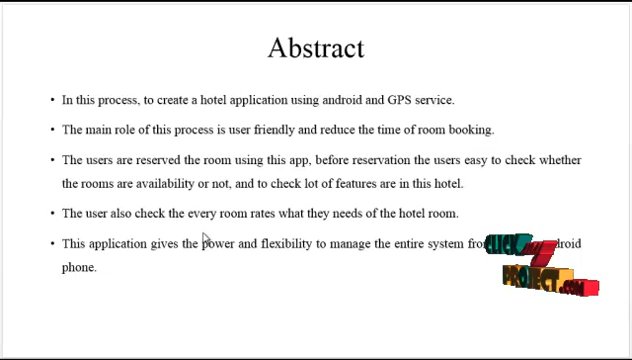 Abstract
• In this process, to create a hotel application using android and GPS service.
• The main role of this process is user friendly and reduce the time of room booking.
• The users are reserved the room using this app, before reservation the users easy to check whether
the rooms are availability or not, and to check lot of features are in this hotel.
• The user also check the every room rates what they needs of the hotel room.
• This application gives the power and flexibility to manage the entire system
phone.
CLICK
PROJECT.COM